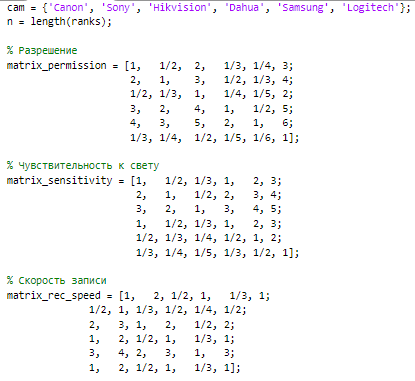 cam = {'Canon', 'Sony', 'Hikvision', 'Dahua', 'Samsung', 'Logitech'};
n = length(ranks);
% Разрешение
matrix_permission = [1, 1/2, 2, 1/3, 1/4, 3;
2, 1, 3, 1/2, 1/3, 4;
1/2, 1/3, 1, 1/4, 1/5, 2;
3, 2, 4, 1, 1/2, 5;
4, 3, 5, 2, 1, 6;
1/3, 1/4, 1/2, 1/5, 1/6, 1];
% Чувствительность к свету
matrix_sensitivity = [1, 1/2, 1/3, 1, 2, 3;
2, 1, 1/2, 2, 3, 4;
3, 2, 1, 3, 4, 5;
1, 1/2, 1/3, 1, 2, 3;
1/2, 1/3, 1/4, 1/2, 1, 2;
1/3, 1/4, 1/5, 1/3, 1/2, 1];
% Скорость записи
matrix_rec_speed = [1, 2, 1/2, 1, 1/3, 1;
1/2, 1, 1/3, 1/2, 1/4, 1/2;
2, 3, 1, 2, 1/2, 2;
1, 2, 1/2, 1, 1/3, 1;
3, 4, 2, 3, 1, 3;
1, 2, 1/2, 1, 1/3, 1];